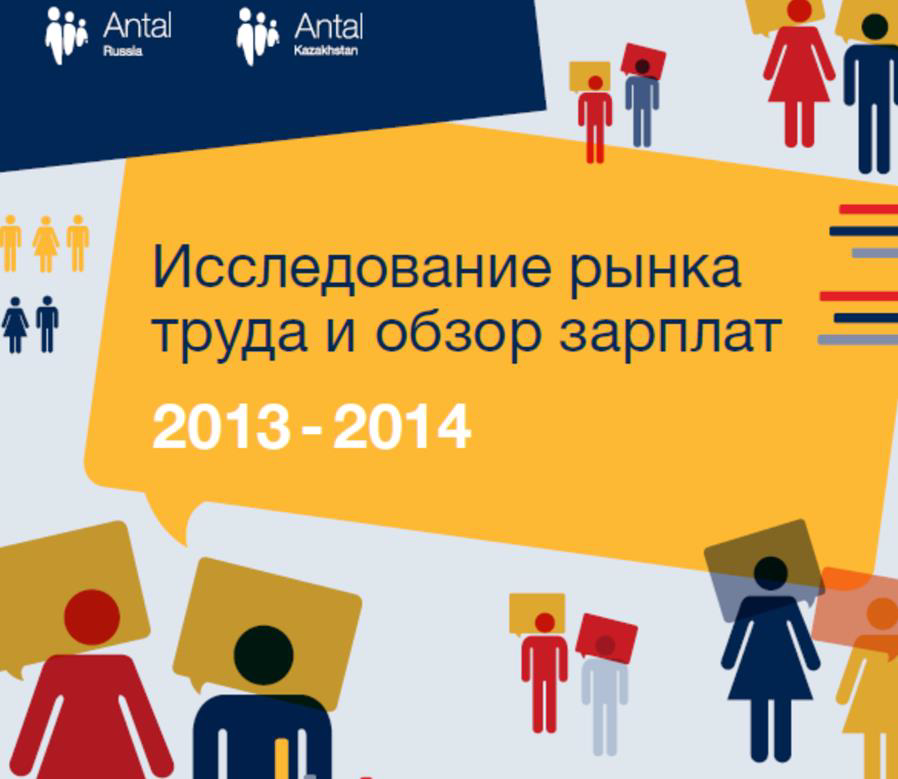 Antal
Russia
Antal
Kazakhstan
Исследование рынка
труда и обзор зарплат
2013 - 2014